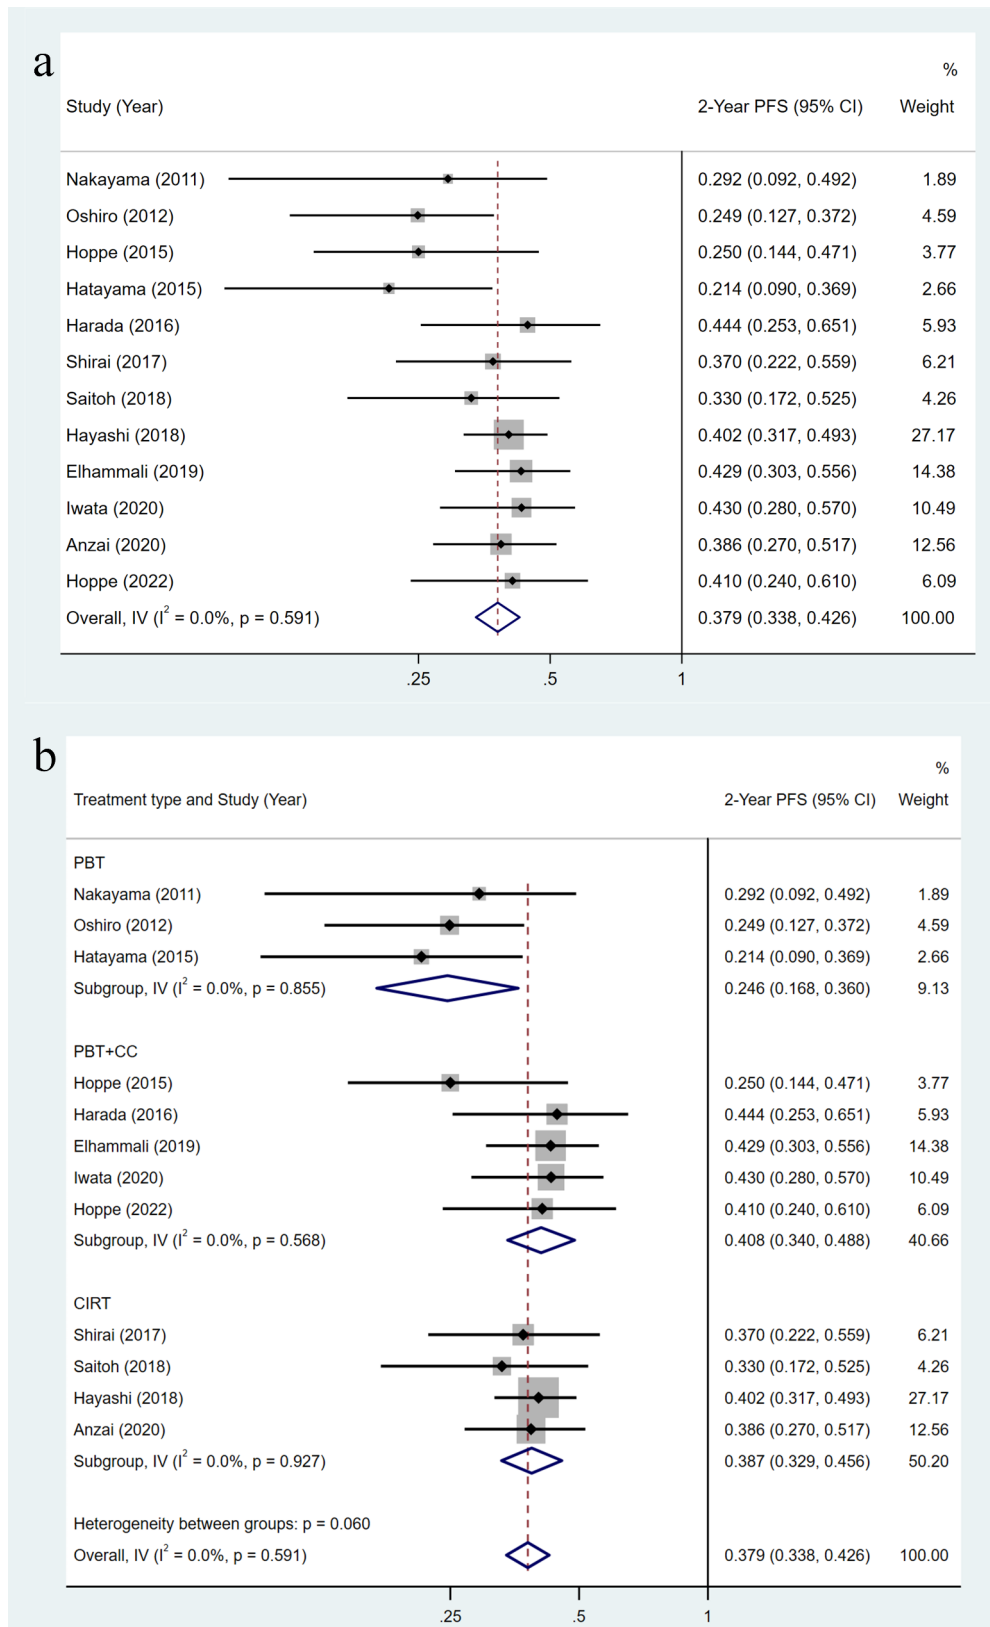 a
%
Study (Year) 2-Year PFS (95% CI) Weight
Nakayama (2011) 0.292 (0.092, 0.492) 1.89
Oshiro (2012) 0.249 (0.127, 0.372) 4.59
Hoppe (2015) 0.250 (0.144, 0.471) 3.77
Hatayama (2015) 0.214 (0.090, 0.369) 2.66
Harada (2016) 0.444 (0.253, 0.651) 5.93
Shirai (2017) 0.370 (0.222, 0.559) 6.21
Saitoh (2018) 0.330 (0.172, 0.525) 4.26
Hayashi (2018) 0.402 (0.317, 0.493) 27.17
Elhammali (2019) 0.429 (0.303, 0.556) 14.38
Iwata (2020) 0.430 (0.280, 0.570) 10.49
Anzai (2020) 0.386 (0.270, 0.517) 12.56
Hoppe (2022) 0.410 (0.240, 0.610) 6.09
Overall, IV (I² = 0.0%, p = 0.591) 0.379 (0.338, 0.426) 100.00
.25 .5 1
b
%
Treatment type and Study (Year) 2-Year PFS (95% CI) Weight
PBT
Nakayama (2011) 0.292 (0.092, 0.492) 1.89
Oshiro (2012) 0.249 (0.127, 0.372) 4.59
Hatayama (2015) 0.214 (0.090, 0.369) 2.66
Subgroup, IV (I² = 0.0%, p = 0.855) 0.246 (0.168, 0.360) 9.13
PBT+CC
Hoppe (2015) 0.250 (0.144, 0.471) 3.77
Harada (2016) 0.444 (0.253, 0.651) 5.93
Elhammali (2019) 0.429 (0.303, 0.556) 14.38
Iwata (2020) 0.430 (0.280, 0.570) 10.49
Hoppe (2022) 0.410 (0.240, 0.610) 6.09
Subgroup, IV (I² = 0.0%, p = 0.568) 0.408 (0.340, 0.488) 40.66
CIRT
Shirai (2017) 0.370 (0.222, 0.559) 6.21
Saitoh (2018) 0.330 (0.172, 0.525) 4.26
Hayashi (2018) 0.402 (0.317, 0.493) 27.17
Anzai (2020) 0.386 (0.270, 0.517) 12.56
Subgroup, IV (I² = 0.0%, p = 0.927) 0.387 (0.329, 0.456) 50.20
Heterogeneity between groups: p = 0.060
Overall, IV (I² = 0.0%, p = 0.591) 0.379 (0.338, 0.426) 100.00
.25 .5 1